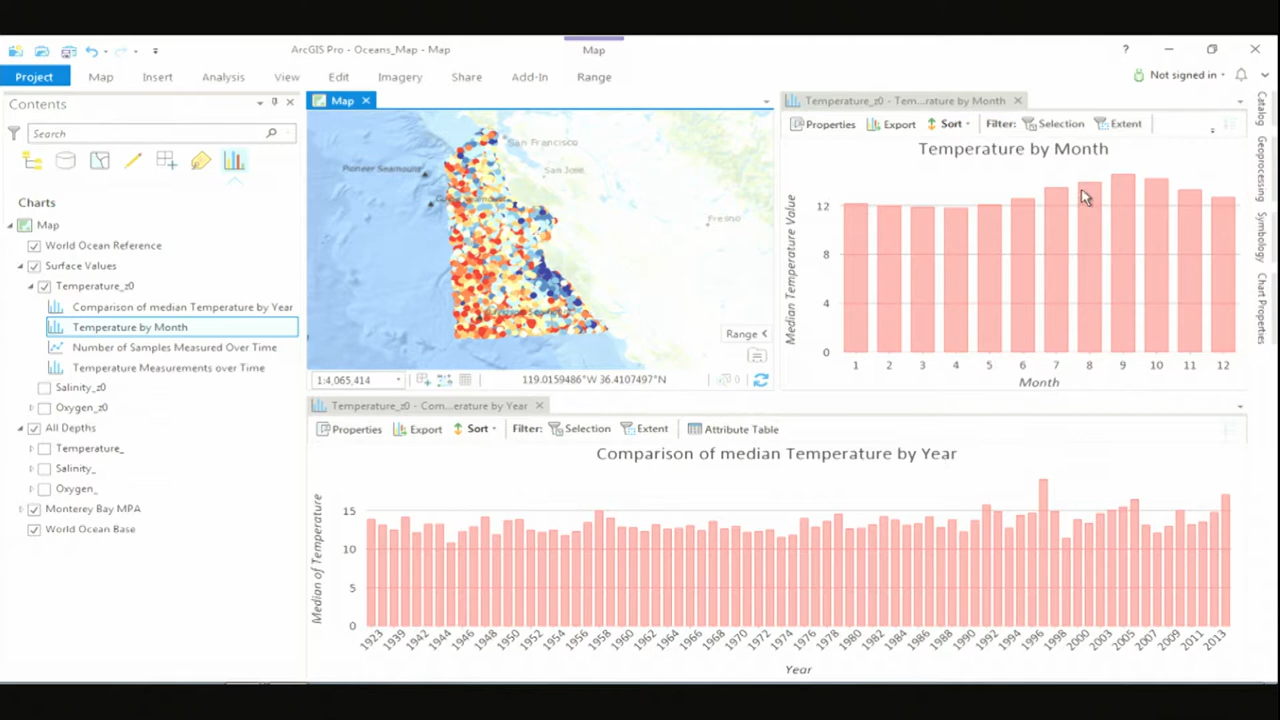 ArcGIS Pro - Oceans_Map - Map
Map
?
Project Map Insert Analysis View Edit Imagery Share Add-In Range
Not signed in
Contents
Search
Charts
Map
World Ocean Reference
Surface Values
Temperature_z0
Comparison of median Temperature by Year
Temperature by Month
Number of Samples Measured Over Time
Temperature Measurements over Time
Salinity_z0
Oxygen_z0
All Depths
Temperature_
Salinity_
Oxygen_
Monterey Bay MPA
World Ocean Base
Map
San Francisco
Pioneer Seamount
San Jose
Fresno
Range
1:4,065,414
119.0159486°W 36.4107497°N
0
Temperature_z0 - Tem...rature by Month
Properties Export Sort Filter: Selection Extent
Temperature by Month
Median Temperature Value
12
8
4
0
1 2 3 4 5 6 7 8 9 10 11 12
Month
Catalog
Geoprocessing
Symbology
Chart Properties
Temperature_z0 - Com...erature by Year
Properties Export Sort Filter: Selection Extent Attribute Table
Comparison of median Temperature by Year
Median of Temperature
15
10
5
0
1923 1939 1942 1944 1946 1948 1950 1952 1954 1956 1958 1960 1962 1964 1966 1968 1970 1972 1974 1976 1978 1980 1982 1984 1986 1988 1990 1992 1994 1996 1998 2000 2003 2005 2007 2009 2011 2013
Year